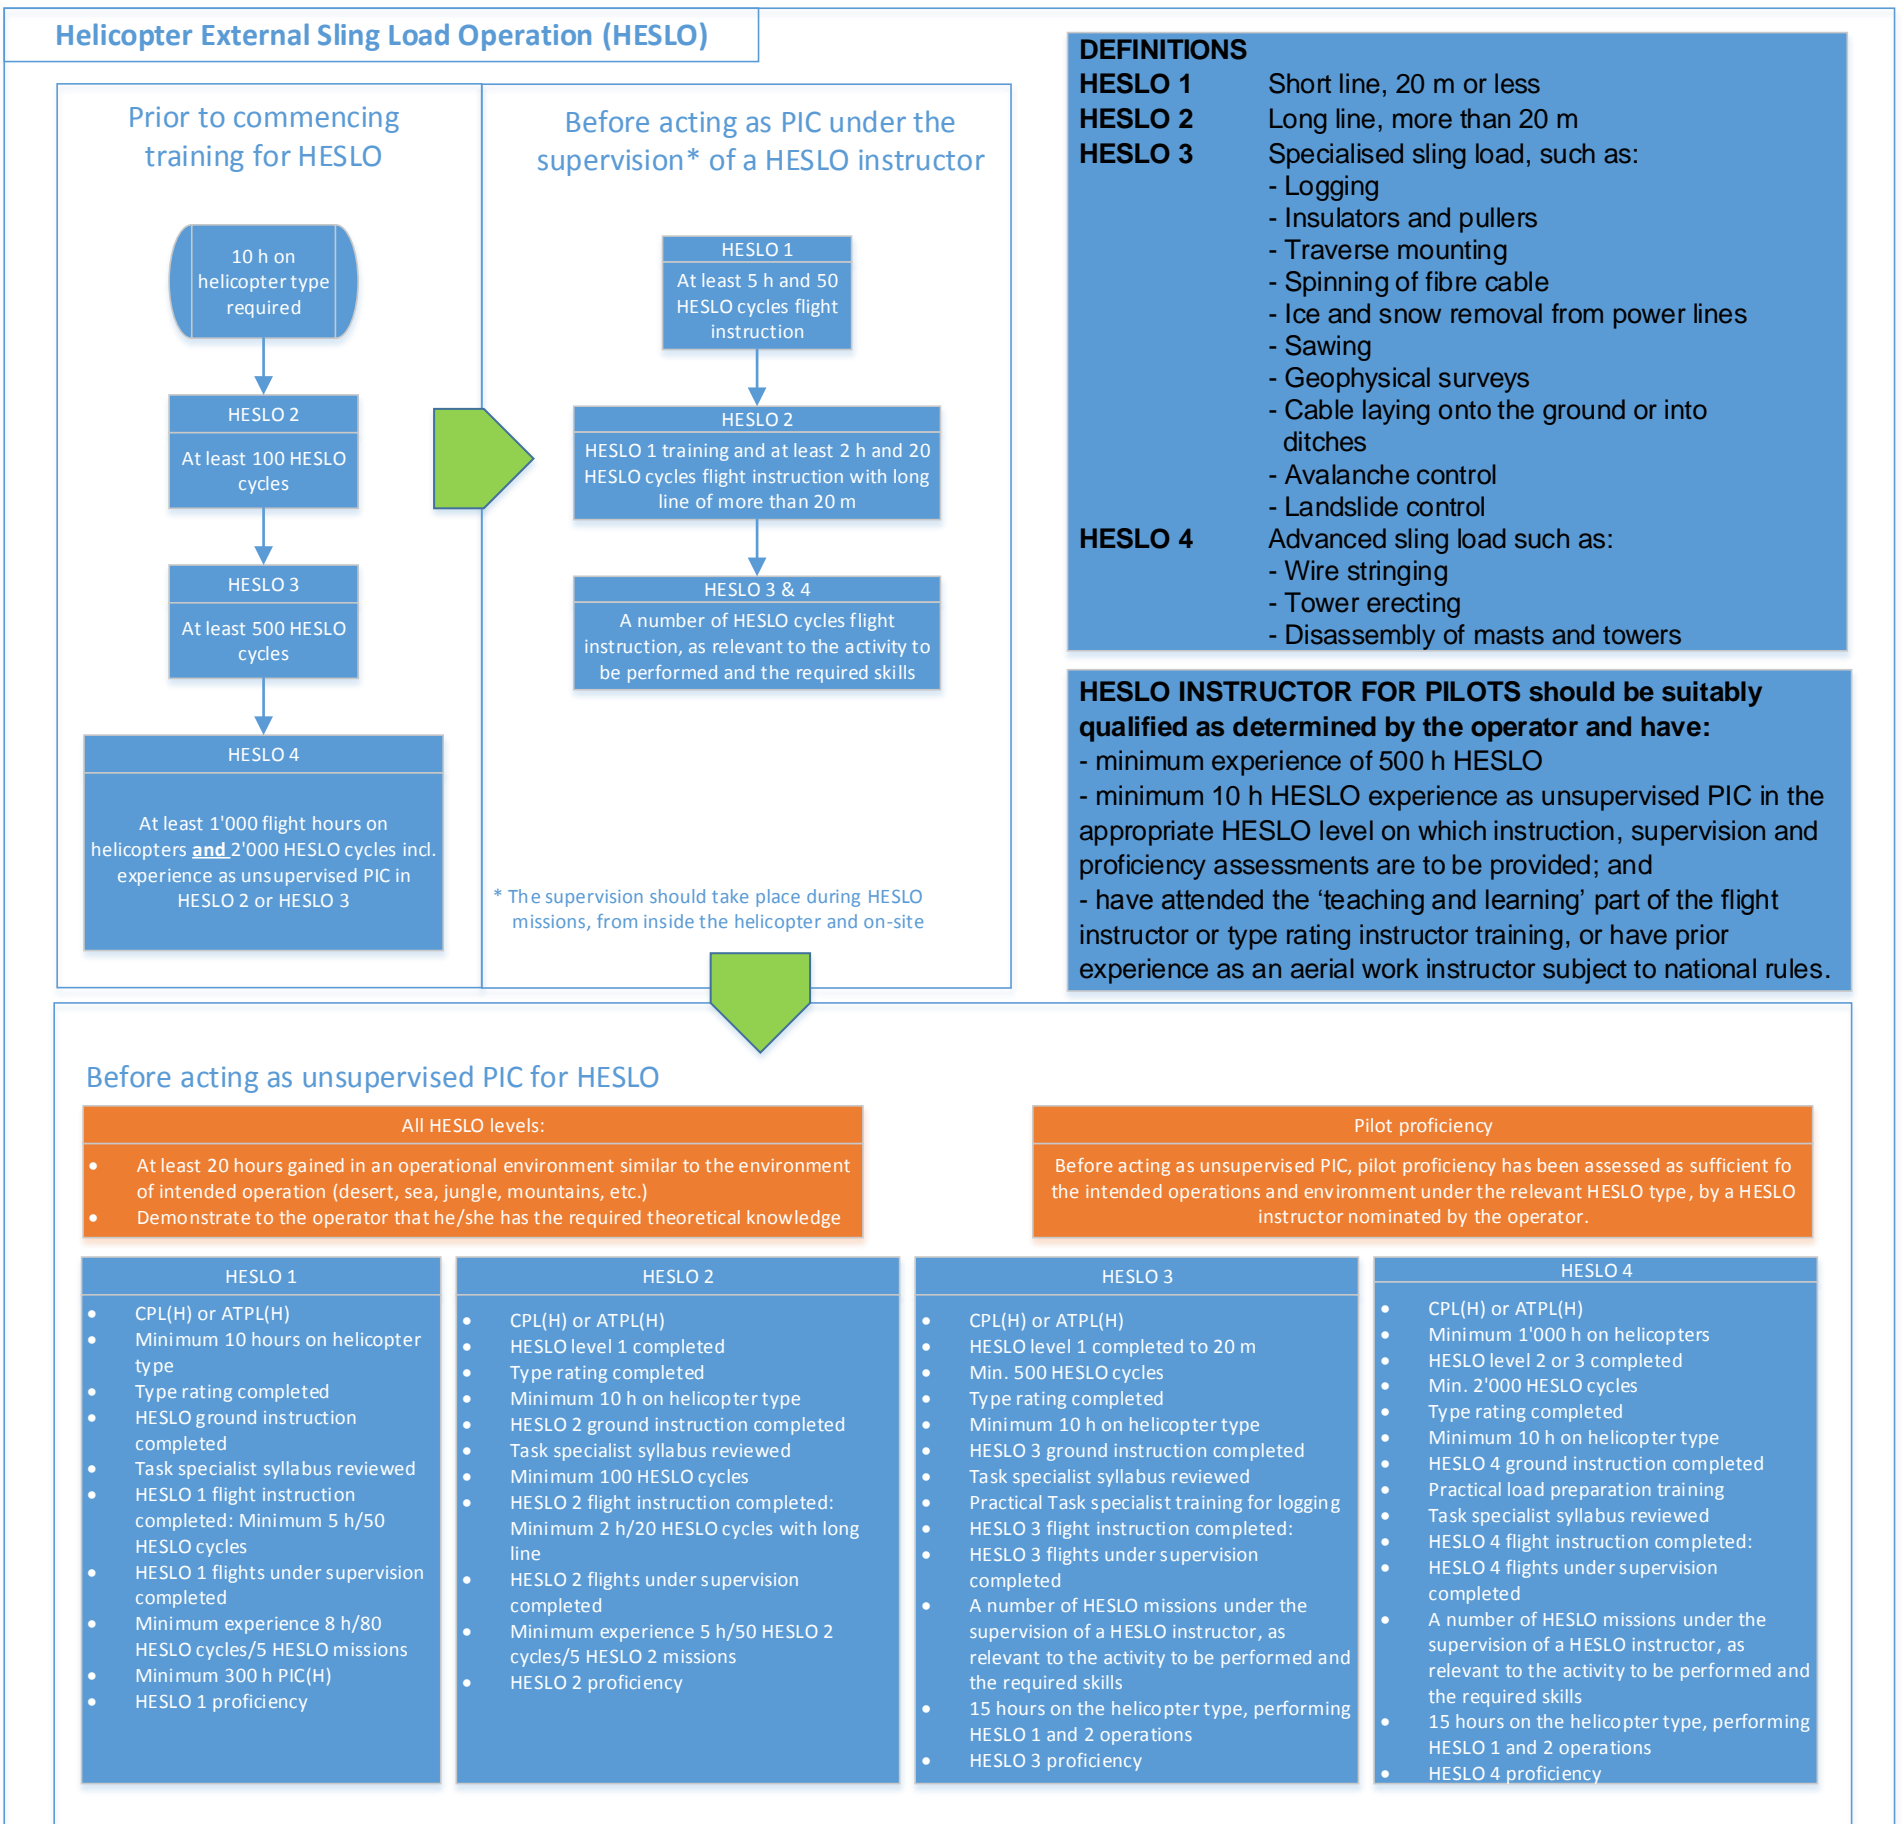 Helicopter External Sling Load Operation (HESLO)
Prior to commencing
training for HESLO
10 h on
helicopter type
required
HESLO 2
At least 100 HESLO
cycles
HESLO 3
At least 500 HESLO
cycles
HESLO 4
At least 1'000 flight hours on
helicopters and 2'000 HESLO cycles incl.
experience as unsupervised PIC in
HESLO 2 or HESLO 3
Before acting as PIC under the
supervision* of a HESLO instructor
HESLO 1
At least 5 h and 50
HESLO cycles flight
instruction
HESLO 2
HESLO 1 training and at least 2 h and 20
HESLO cycles flight instruction with long
line of more than 20 m
HESLO 3 & 4
A number of HESLO cycles flight
instruction, as relevant to the activity to
be performed and the required skills
* The supervision should take place during HESLO
missions, from inside the helicopter and on-site
DEFINITIONS
HESLO 1 Short line, 20 m or less
HESLO 2 Long line, more than 20 m
HESLO 3 Specialised sling load, such as:
- Logging
- Insulators and pullers
- Traverse mounting
- Spinning of fibre cable
- Ice and snow removal from power lines
- Sawing
- Geophysical surveys
- Cable laying onto the ground or into
ditches
- Avalanche control
- Landslide control
HESLO 4 Advanced sling load such as:
- Wire stringing
- Tower erecting
- Disassembly of masts and towers
HESLO INSTRUCTOR FOR PILOTS should be suitably
qualified as determined by the operator and have:
- minimum experience of 500 h HESLO
- minimum 10 h HESLO experience as unsupervised PIC in the
appropriate HESLO level on which instruction, supervision and
proficiency assessments are to be provided; and
- have attended the ‘teaching and learning’ part of the flight
instructor or type rating instructor training, or have prior
experience as an aerial work instructor subject to national rules.
Before acting as unsupervised PIC for HESLO
All HESLO levels:
• At least 20 hours gained in an operational environment similar to the environment
of intended operation (desert, sea, jungle, mountains, etc.)
• Demonstrate to the operator that he/she has the required theoretical knowledge
Pilot proficiency
Before acting as unsupervised PIC, pilot proficiency has been assessed as sufficient fo
the intended operations and environment under the relevant HESLO type, by a HESLO
instructor nominated by the operator.
HESLO 1
• CPL(H) or ATPL(H)
• Minimum 10 hours on helicopter
type
• Type rating completed
• HESLO ground instruction
completed
• Task specialist syllabus reviewed
• HESLO 1 flight instruction
completed: Minimum 5 h/50
HESLO cycles
• HESLO 1 flights under supervision
completed
• Minimum experience 8 h/80
HESLO cycles/5 HESLO missions
• Minimum 300 h PIC(H)
• HESLO 1 proficiency
HESLO 2
• CPL(H) or ATPL(H)
• HESLO level 1 completed
• Type rating completed
• Minimum 10 h on helicopter type
• HESLO 2 ground instruction completed
• Task specialist syllabus reviewed
• Minimum 100 HESLO cycles
• HESLO 2 flight instruction completed:
Minimum 2 h/20 HESLO cycles with long
line
• HESLO 2 flights under supervision
completed
• Minimum experience 5 h/50 HESLO 2
cycles/5 HESLO 2 missions
• HESLO 2 proficiency
HESLO 3
• CPL(H) or ATPL(H)
• HESLO level 1 completed to 20 m
• Min. 500 HESLO cycles
• Type rating completed
• Minimum 10 h on helicopter type
• HESLO 3 ground instruction completed
• Task specialist syllabus reviewed
• Practical Task specialist training for logging
• HESLO 3 flight instruction completed:
• HESLO 3 flights under supervision
completed
• A number of HESLO missions under the
supervision of a HESLO instructor, as
relevant to the activity to be performed and
the required skills
• 15 hours on the helicopter type, performing
HESLO 1 and 2 operations
• HESLO 3 proficiency
HESLO 4
• CPL(H) or ATPL(H)
• Minimum 1'000 h on helicopters
• HESLO level 2 or 3 completed
• Min. 2'000 HESLO cycles
• Type rating completed
• Minimum 10 h on helicopter type
• HESLO 4 ground instruction completed
• Practical load preparation training
• Task specialist syllabus reviewed
• HESLO 4 flight instruction completed:
• HESLO 4 flights under supervision
completed
• A number of HESLO missions under the
supervision of a HESLO instructor, as
relevant to the activity to be performed and
the required skills
• 15 hours on the helicopter type, performing
HESLO 1 and 2 operations
• HESLO 4 proficiency